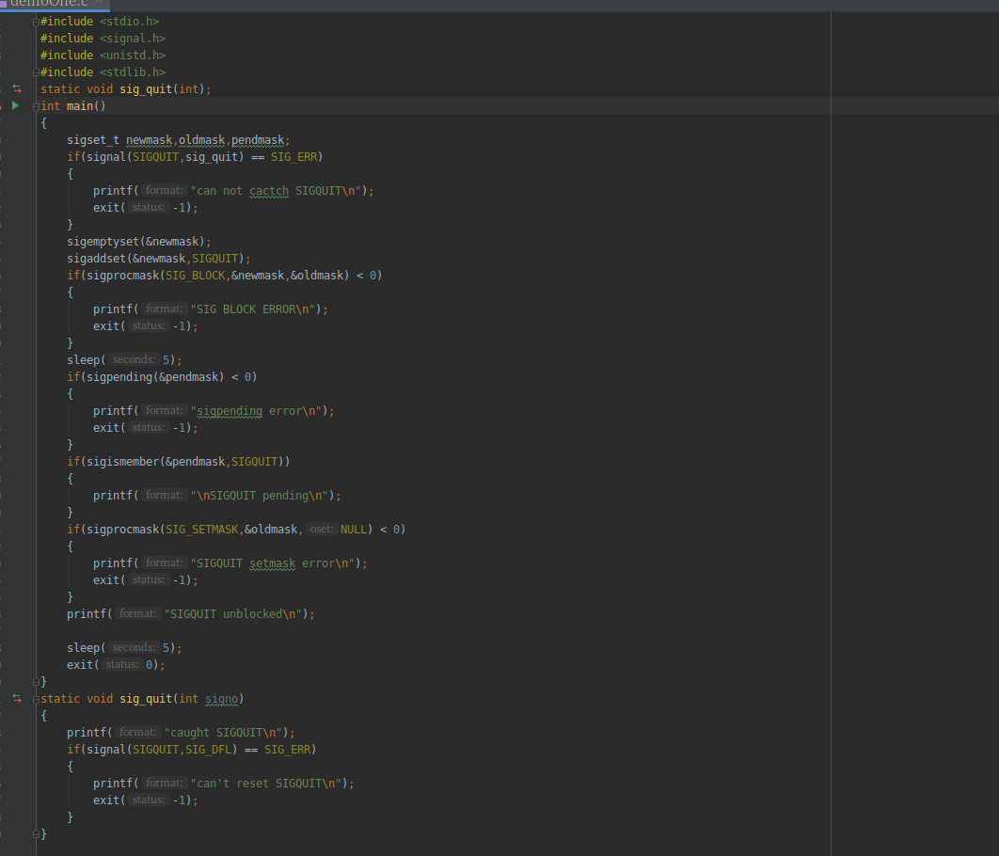 demoOne.c
#include <stdio.h>
#include <signal.h>
#include <unistd.h>
#include <stdlib.h>
static void sig_quit(int);
int main()
{
sigset_t newmask,oldmask,pendmask;
if(signal(SIGQUIT,sig_quit) == SIG_ERR)
{
printf( format: "can not cactch SIGQUIT\n");
exit( status: -1);
}
sigemptyset(&newmask);
sigaddset(&newmask,SIGQUIT);
if(sigprocmask(SIG_BLOCK,&newmask,&oldmask) < 0)
{
printf( format: "SIG BLOCK ERROR\n");
exit( status: -1);
}
sleep( seconds: 5);
if(sigpending(&pendmask) < 0)
{
printf( format: "sigpending error\n");
exit( status: -1);
}
if(sigismember(&pendmask,SIGQUIT))
{
printf( format: "\nSIGQUIT pending\n");
}
if(sigprocmask(SIG_SETMASK,&oldmask, oset: NULL) < 0)
{
printf( format: "SIGQUIT setmask error\n");
exit( status: -1);
}
printf( format: "SIGQUIT unblocked\n");
sleep( seconds: 5);
exit( status: 0);
}
static void sig_quit(int signo)
{
printf( format: "caught SIGQUIT\n");
if(signal(SIGQUIT,SIG_DFL) == SIG_ERR)
{
printf( format: "can't reset SIGQUIT\n");
exit( status: -1);
}
}